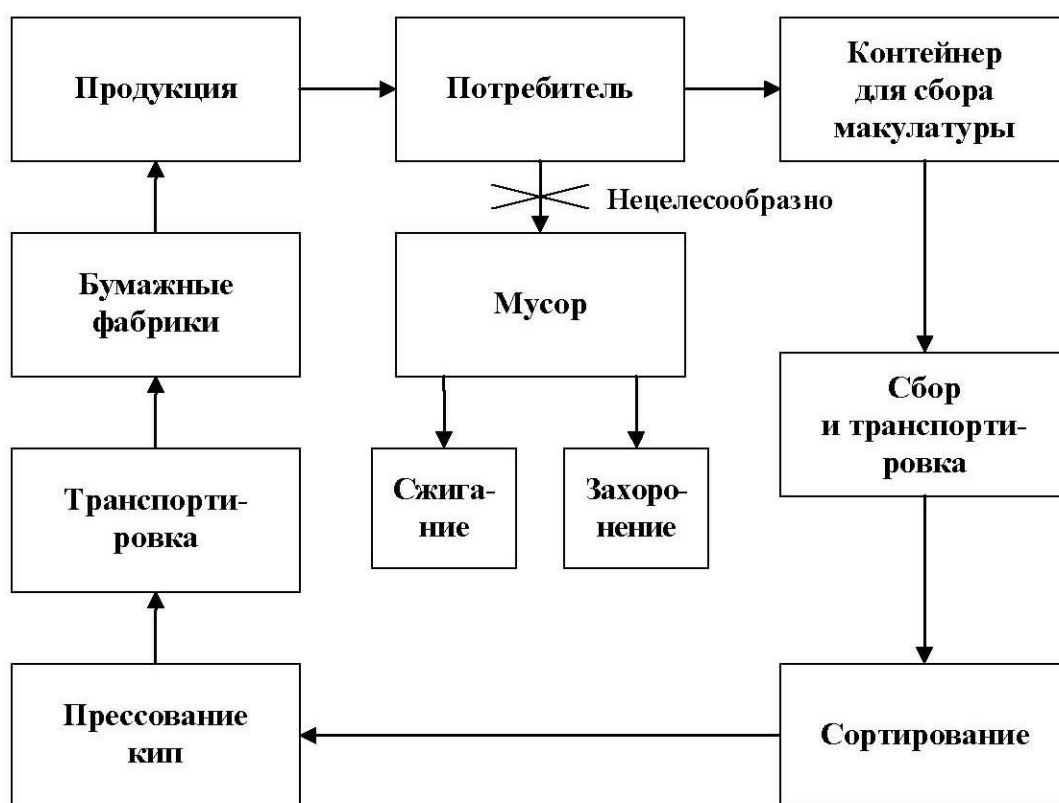 Продукция
Потребитель
Контейнер
для сбора
макулатуры
Нецелесообразно
Бумажные
фабрики
Мусор
Сбор
и транспорти-
ровка
Транспорти-
ровка
Сжига-
ние
Захоро-
нение
Прессование
кип
Сортирование